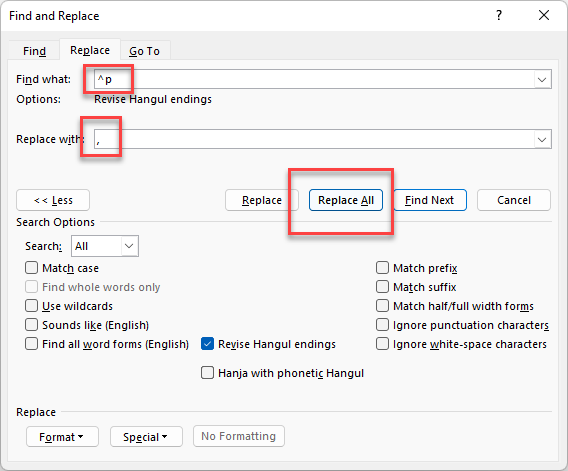 Find and Replace ? ×
Find Replace Go To
Find what: ^p
Options: Revise Hangul endings
Replace with: ,
<< Less Replace Replace All Find Next Cancel
Search Options
Search: All
Match case Match prefix
Find whole words only Match suffix
Use wildcards Match half/full width forms
Sounds like (English) Ignore punctuation characters
Find all word forms (English) Revise Hangul endings Ignore white-space characters
Hanja with phonetic Hangul
Replace
Format Special No Formatting